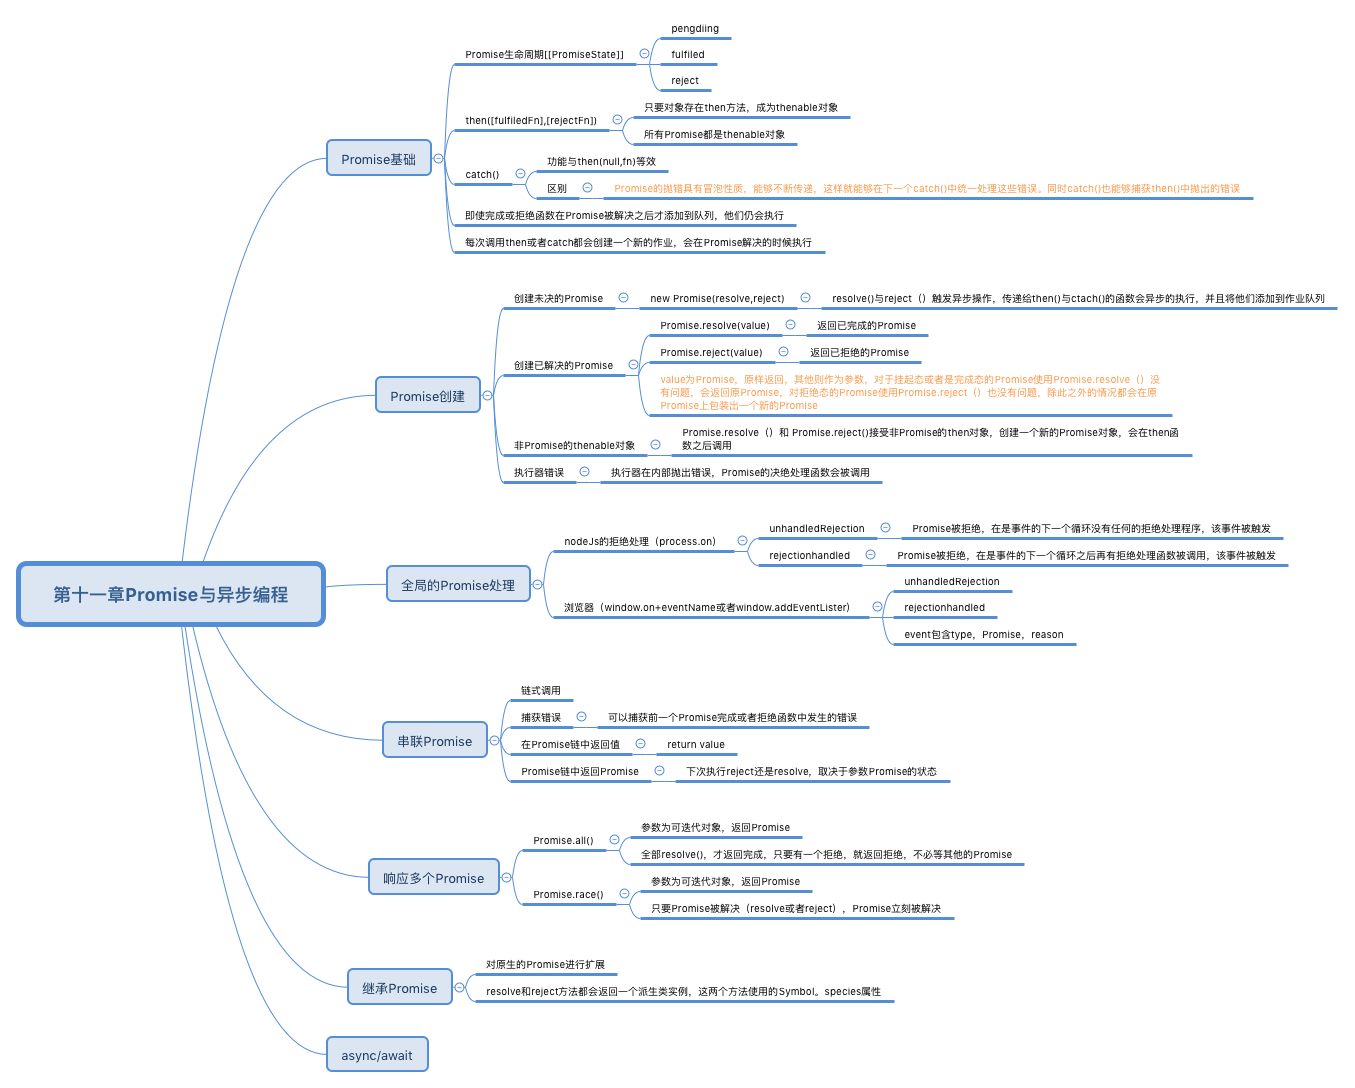 第十一章Promise与异步编程
Promise基础
Promise生命周期[[PromiseState]]
pengdiing
fulfiled
reject
then([fulfiledFn],[rejectFn])
只要对象存在then方法，成为thenable对象
所有Promise都是thenable对象
catch()
功能与then(null,fn)等效
区别
Promise的抛错具有冒泡性质，能够不断传递，这样就能够在下一个catch()中统一处理这些错误。同时catch()也能够捕获then()中抛出的错误
即使完成或拒绝函数在Promise被解决之后才添加到队列，他们仍会执行
每次调用then或者catch都会创建一个新的作业，会在Promise解决的时候执行
Promise创建
创建未决的Promise
new Promise(resolve,reject)
resolve()与reject（）触发异步操作，传递给then()与ctach()的函数会异步的执行，并且将他们添加到作业队列
创建已解决的Promise
Promise.resolve(value)
返回已完成的Promise
Promise.reject(value)
返回已拒绝的Promise
value为Promise，原样返回，其他则作为参数，对于挂起态或者是完成态的Promise使用Promise.resolve（）没
有问题，会返回原Promise，对拒绝态的Promise使用Promise.reject（）也没有问题，除此之外的情况都会在原
Promise上包装出一个新的Promise
非Promise的thenable对象
Promise.resolve（）和 Promise.reject()接受非Promise的then对象，创建一个新的Promise对象，会在then函
数之后调用
执行器错误
执行器在内部抛出错误，Promise的决绝处理函数会被调用
全局的Promise处理
nodeJs的拒绝处理（process.on）
unhandledRejection
Promise被拒绝，在是事件的下一个循环没有任何的拒绝处理程序，该事件被触发
rejectionhandled
Promise被拒绝，在是事件的下一个循环之后再有拒绝处理函数被调用，该事件被触发
浏览器（window.on+eventName或者window.addEventLister）
unhandledRejection
rejectionhandled
event包含type，Promise，reason
串联Promise
链式调用
捕获错误
可以捕获前一个Promise完成或者拒绝函数中发生的错误
在Promise链中返回值
return value
Promise链中返回Promise
下次执行reject还是resolve，取决于参数Promise的状态
响应多个Promise
Promise.all()
参数为可迭代对象，返回Promise
全部resolve()，才返回完成，只要有一个拒绝，就返回拒绝，不必等其他的Promise
Promise.race()
参数为可迭代对象，返回Promise
只要Promise被解决（resolve或者reject），Promise立刻被解决
继承Promise
对原生的Promise进行扩展
resolve和reject方法都会返回一个派生类实例，这两个方法使用的Symbol。species属性
async/await